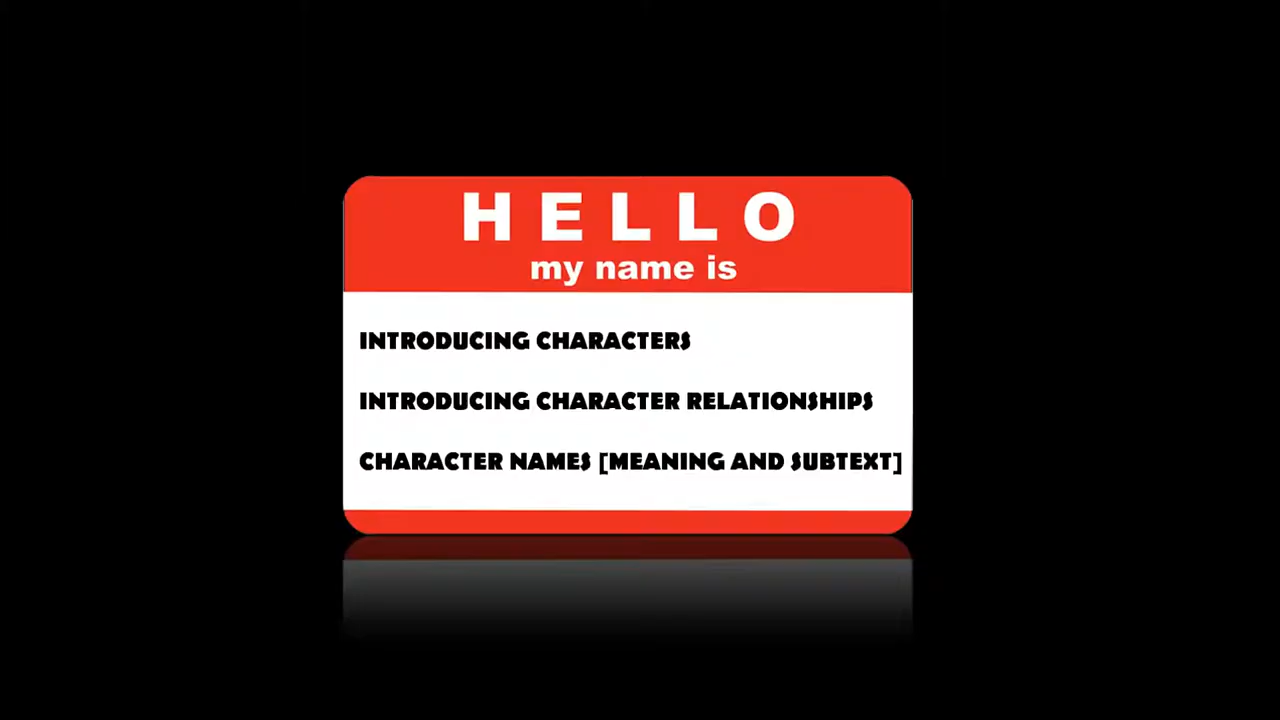 HELLO
my name is
INTRODUCING CHARACTERS
INTRODUCING CHARACTER RELATIONSHIPS
CHARACTER NAMES [MEANING AND SUBTEXT]